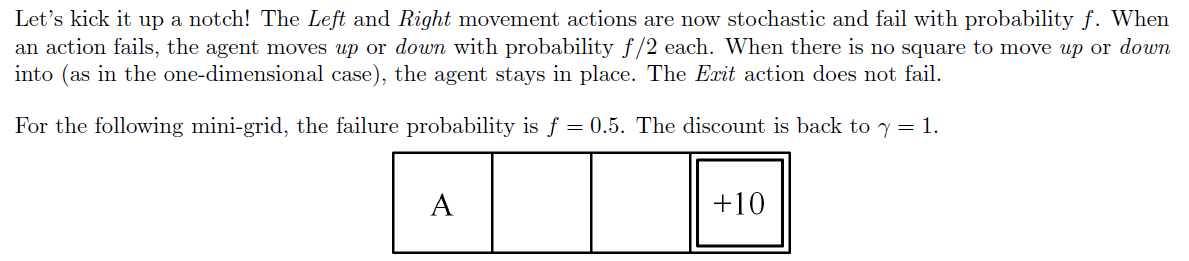 Let's kick it up a notch! The Left and Right movement actions are now stochastic and fail with probability f. When
an action fails, the agent moves up or down with probability f/2 each. When there is no square to move up or down
into (as in the one-dimensional case), the agent stays in place. The Exit action does not fail.
For the following mini-grid, the failure probability is f = 0.5. The discount is back to γ = 1.
A +10